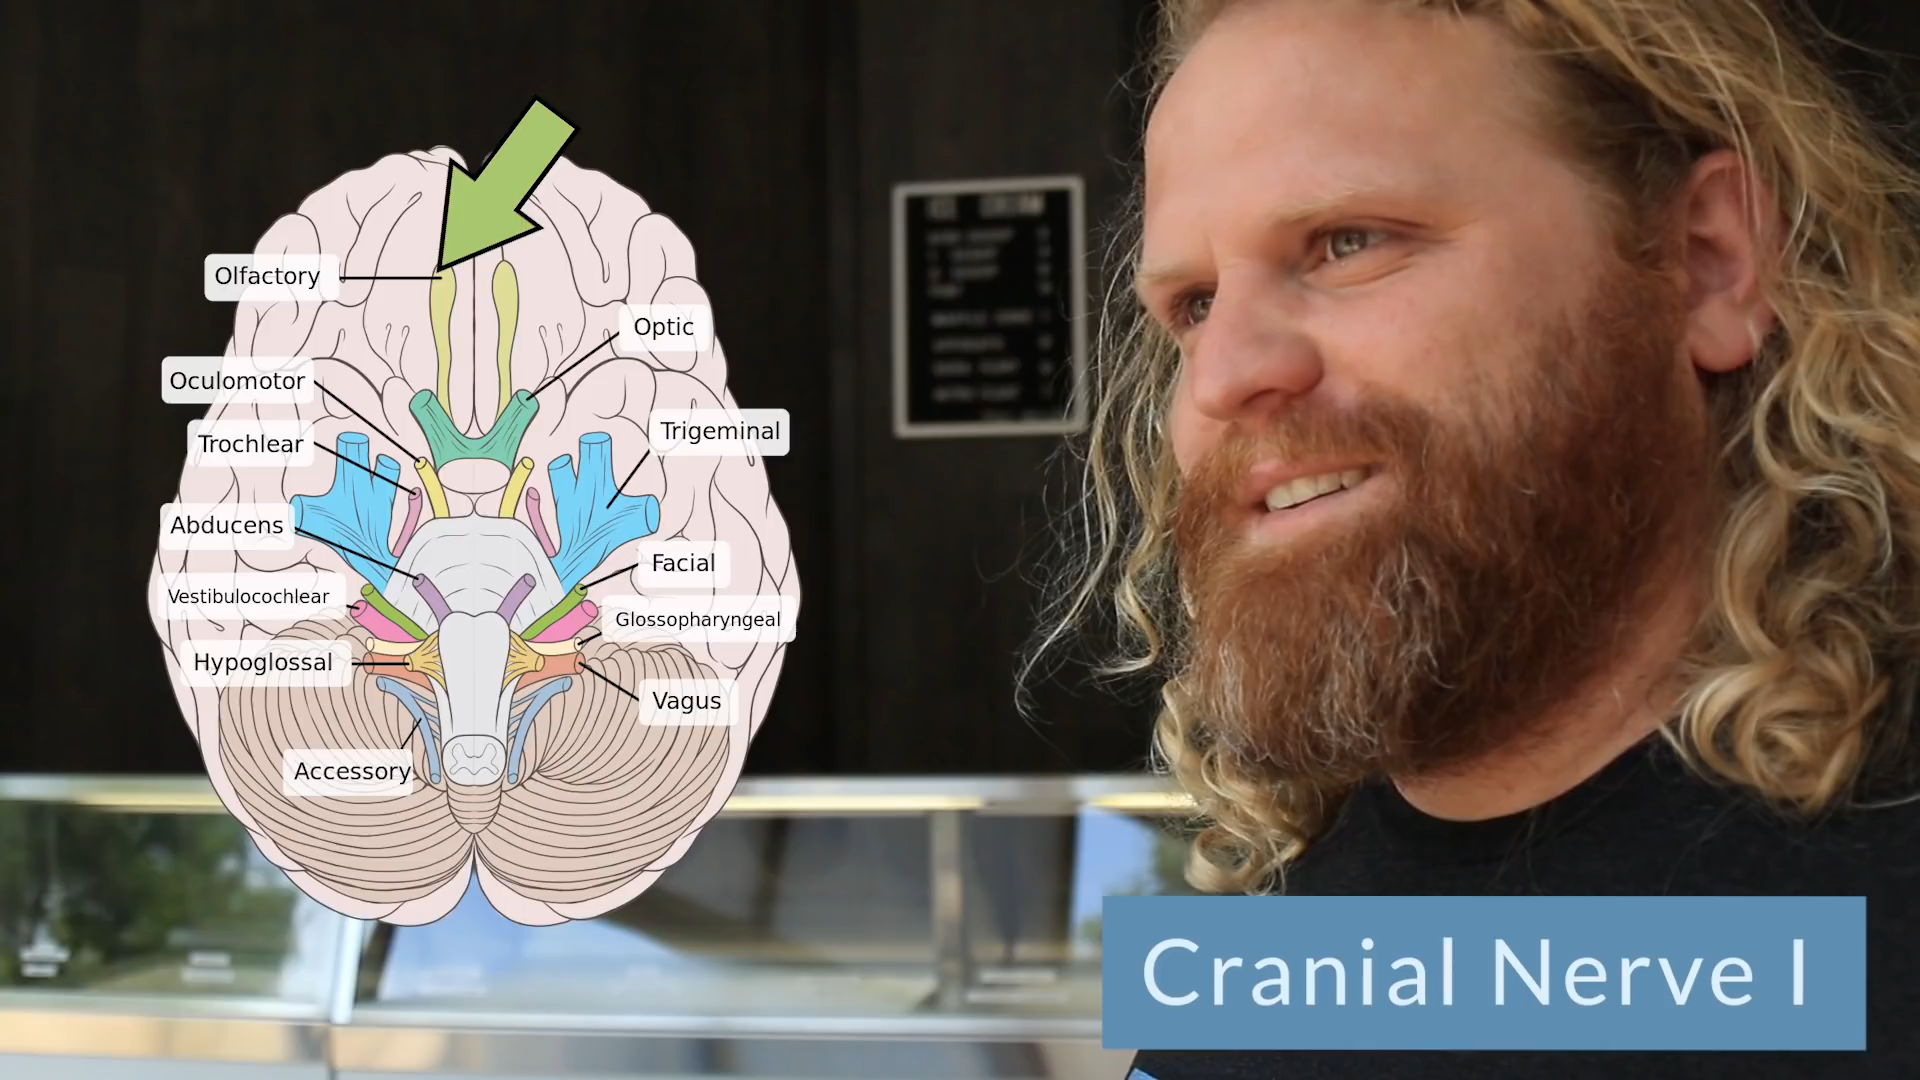 Olfactory
Optic
Oculomotor
Trigeminal
Trochlear
Abducens
Facial
Vestibulocochlear
Glossopharyngeal
Hypoglossal
Vagus
Accessory
Cranial Nerve I